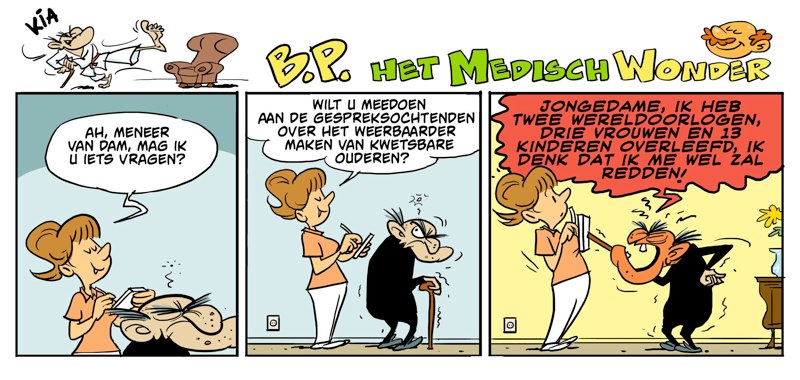 KIA
B.P. HET MEDISCH WONDER
AH, MENEER
VAN DAM, MAG IK
U IETS VRAGEN?
WILT U MEEDOEN
AAN DE GESPREKSOCHTENDEN
OVER HET WEERBAARDER
MAKEN VAN KWETSBARE
OUDEREN?
JONGEDAME, IK HEB
TWEE WERELDOORLOGEN,
DRIE VROUWEN EN 13
KINDEREN OVERLEEFD, IK
DENK DAT IK ME WEL ZAL
REDDEN!